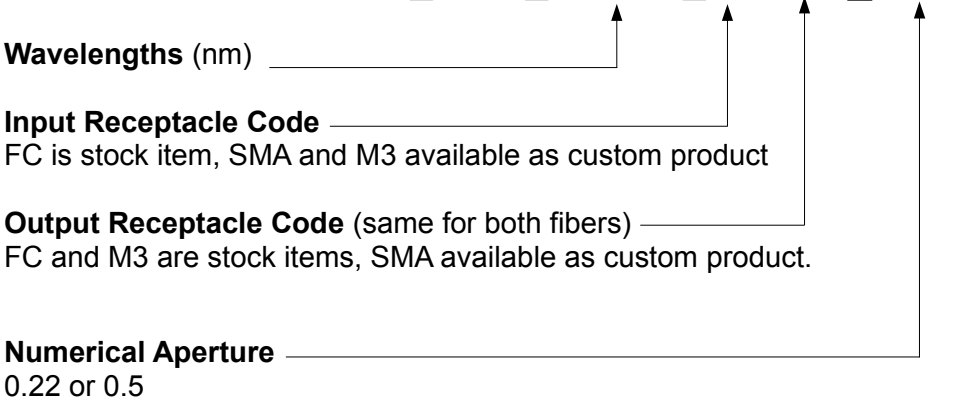 Wavelengths (nm)
Input Receptacle Code
FC is stock item, SMA and M3 available as custom product
Output Receptacle Code (same for both fibers)
FC and M3 are stock items, SMA available as custom product.
Numerical Aperture
0.22 or 0.5